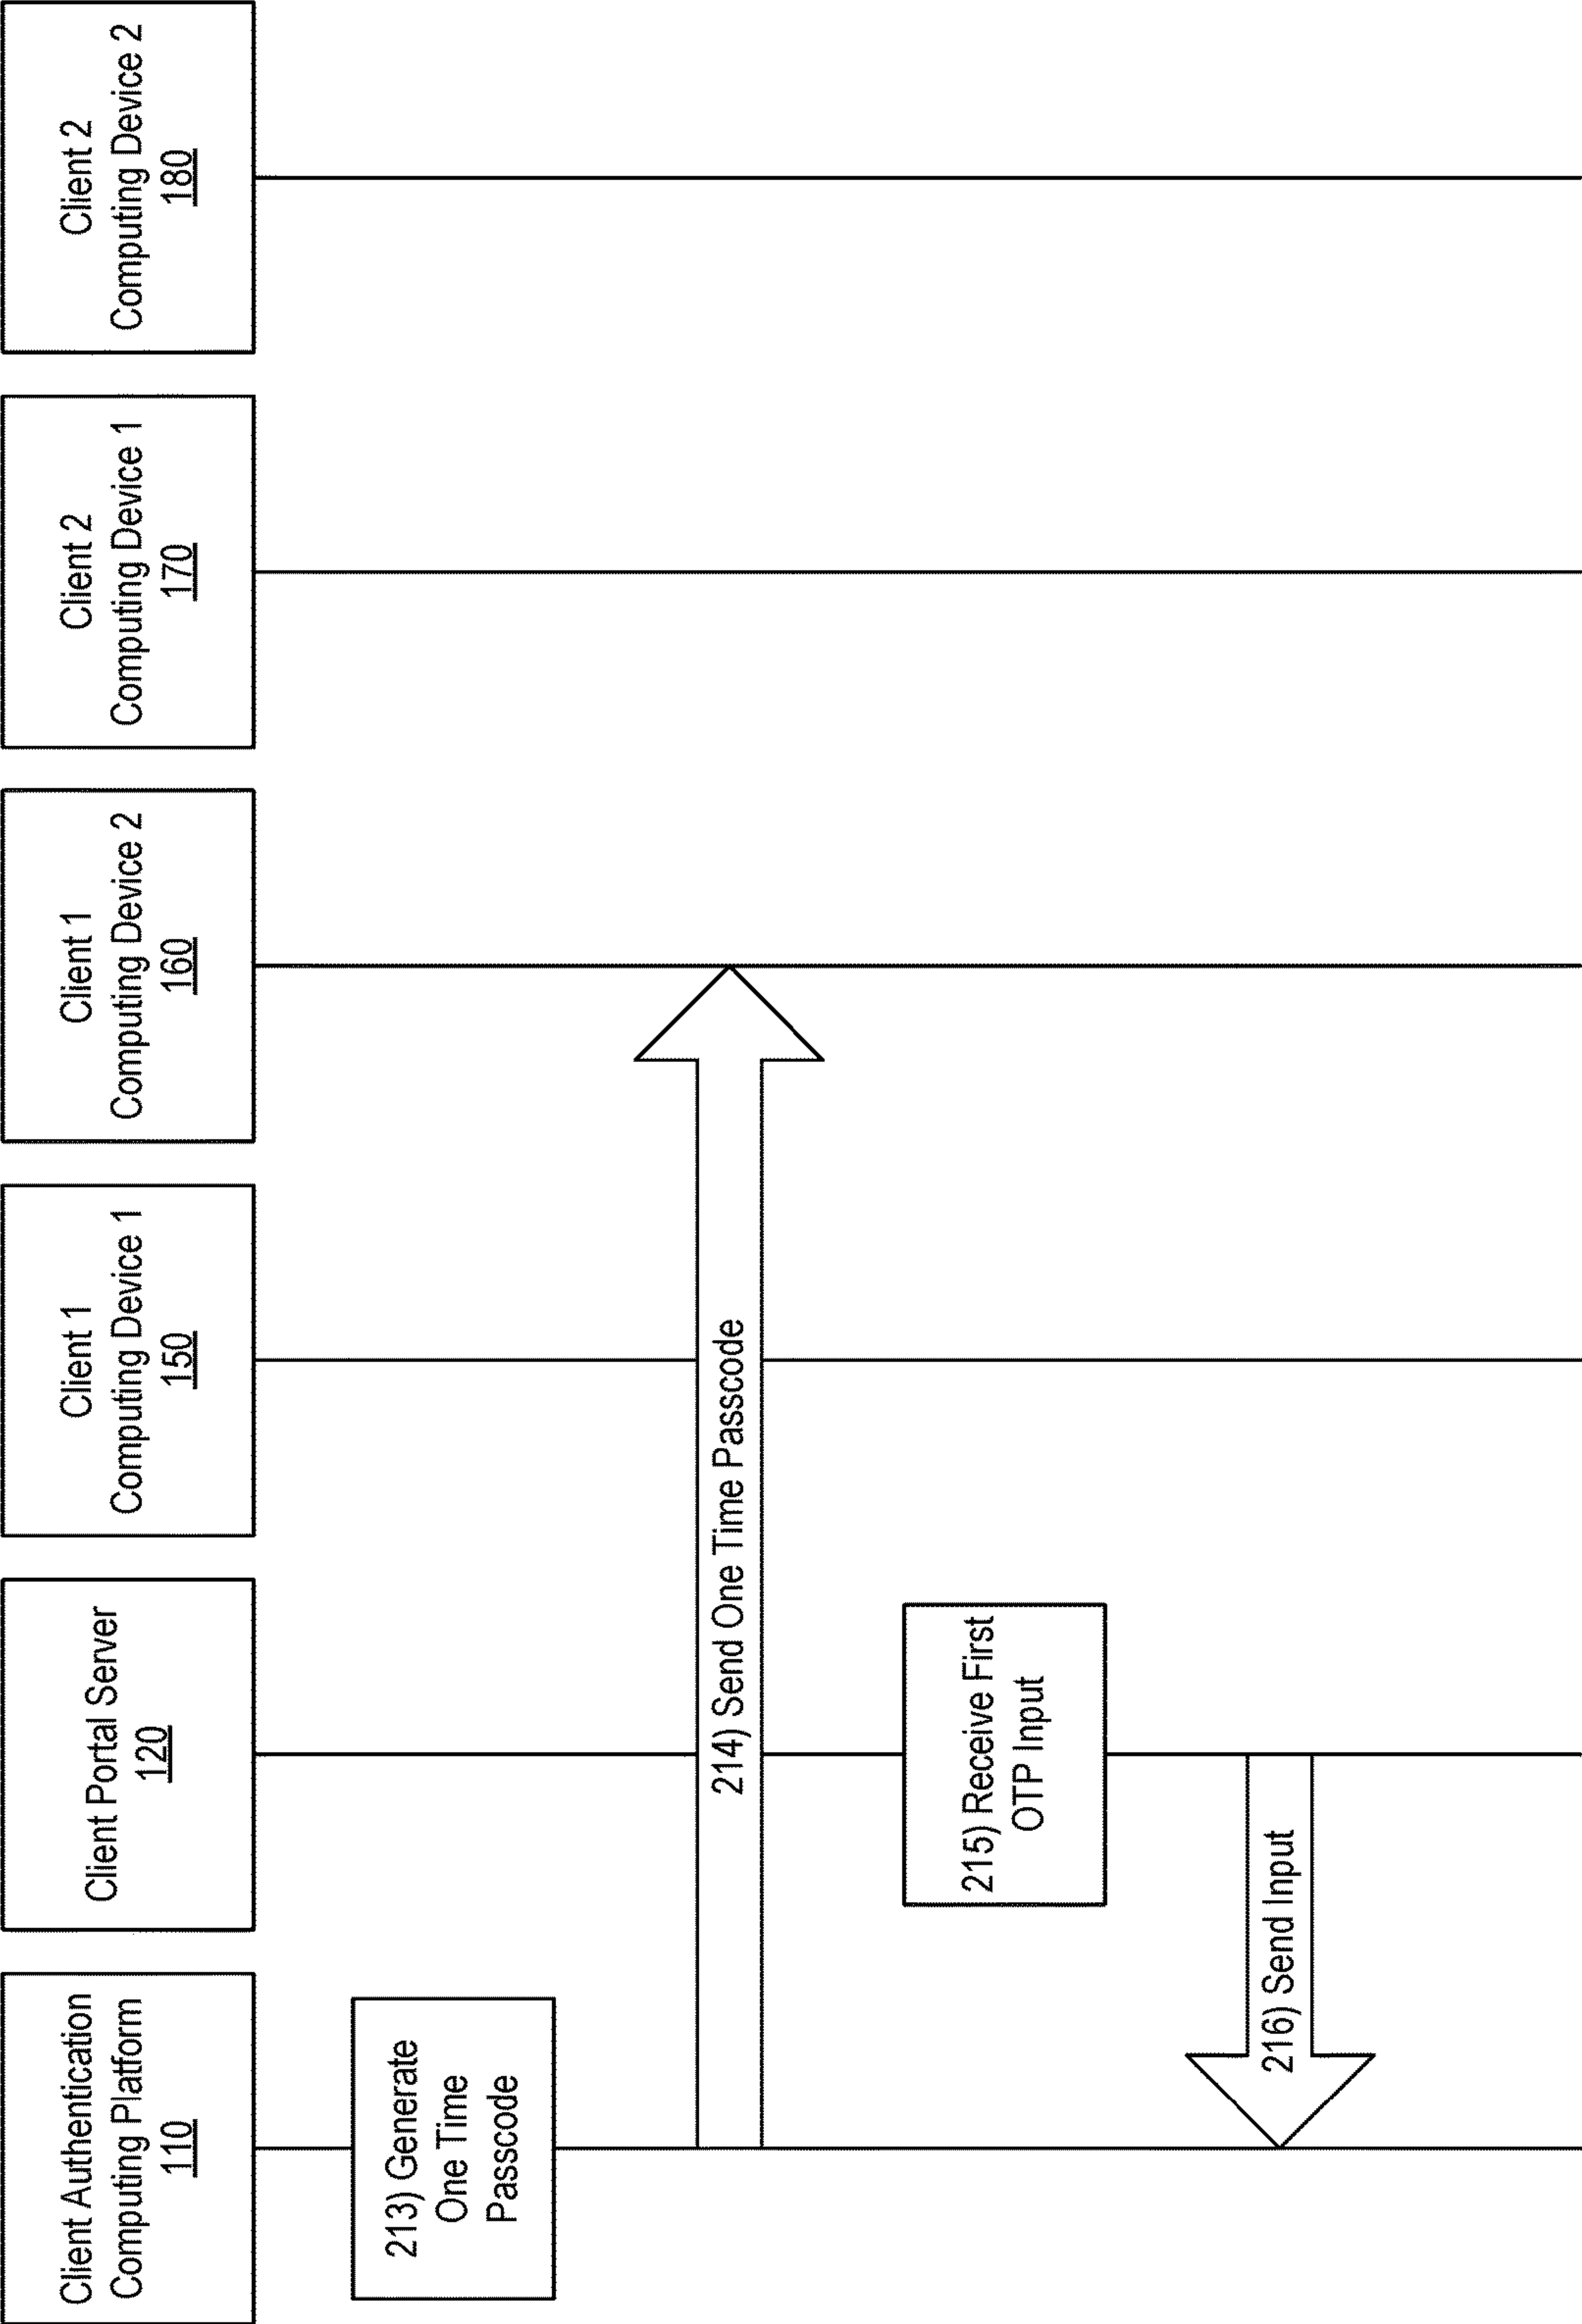 Client Authentication
Computing Platform
110
Client Portal Server
120
Client 1
Computing Device 1
150
Client 1
Computing Device 2
160
Client 2
Computing Device 1
170
Client 2
Computing Device 2
180
213) Generate
One Time
Passcode
214) Send One Time Passcode
215) Receive First
OTP Input
216) Send Input